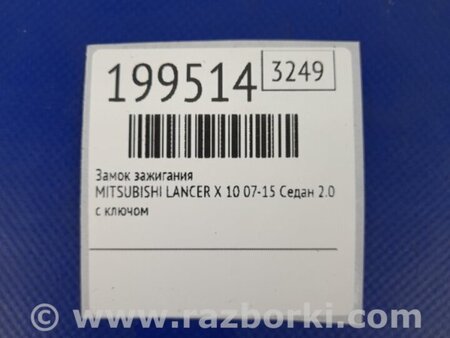 199514
3249
Замок зажигания
MITSUBISHI LANCER X 10 07-15 Седан 2.0
с ключом
© www.razborki.com